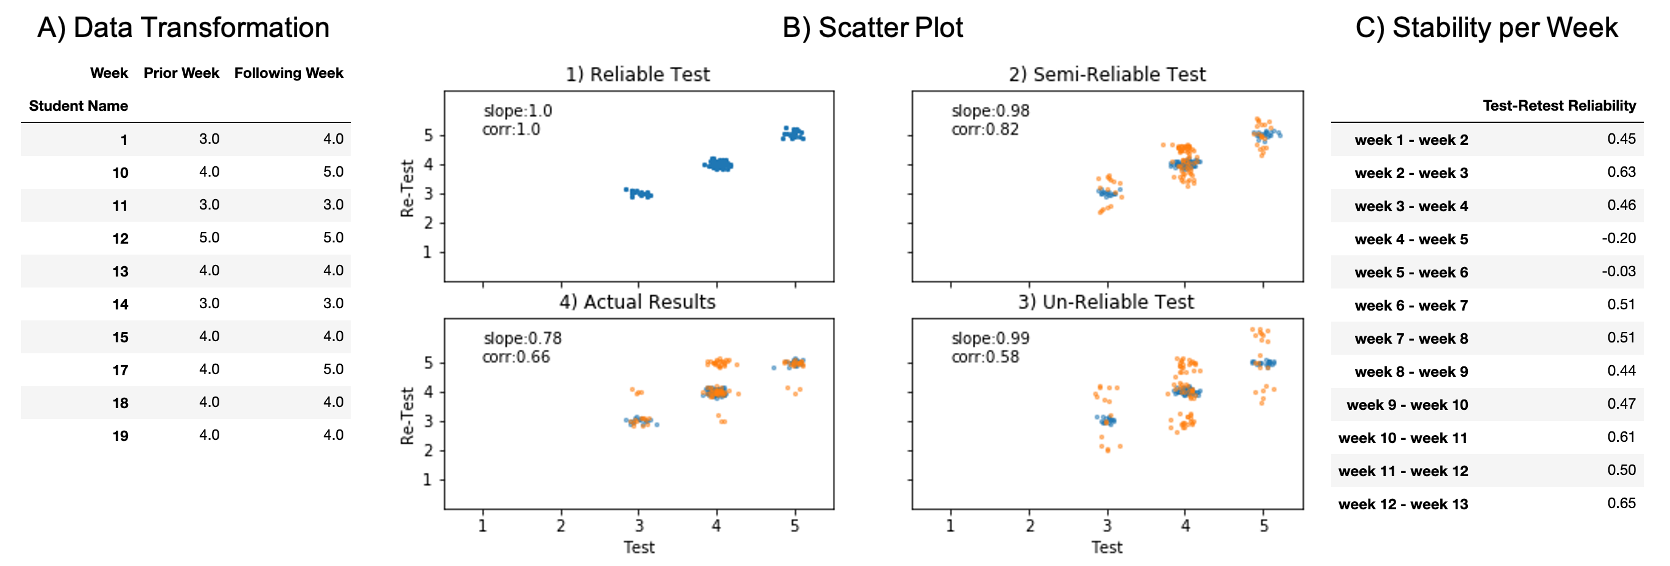 A) Data Transformation
Week Prior Week Following Week
Student Name
1 3.0 4.0
10 4.0 5.0
11 3.0 3.0
12 5.0 5.0
13 4.0 4.0
14 3.0 3.0
15 4.0 4.0
17 4.0 5.0
18 4.0 4.0
19 4.0 4.0
B) Scatter Plot
1) Reliable Test
slope:1.0
corr:1.0
Re-Test
5
4
3
2
1
2) Semi-Reliable Test
slope:0.98
corr:0.82
4) Actual Results
slope:0.78
corr:0.66
Re-Test
5
4
3
2
1
1 2 3 4 5
Test
3) Un-Reliable Test
slope:0.99
corr:0.58
1 2 3 4 5
Test
C) Stability per Week
Test-Retest Reliability
week 1 - week 2 0.45
week 2 - week 3 0.63
week 3 - week 4 0.46
week 4 - week 5 -0.20
week 5 - week 6 -0.03
week 6 - week 7 0.51
week 7 - week 8 0.51
week 8 - week 9 0.44
week 9 - week 10 0.47
week 10 - week 11 0.61
week 11 - week 12 0.50
week 12 - week 13 0.65